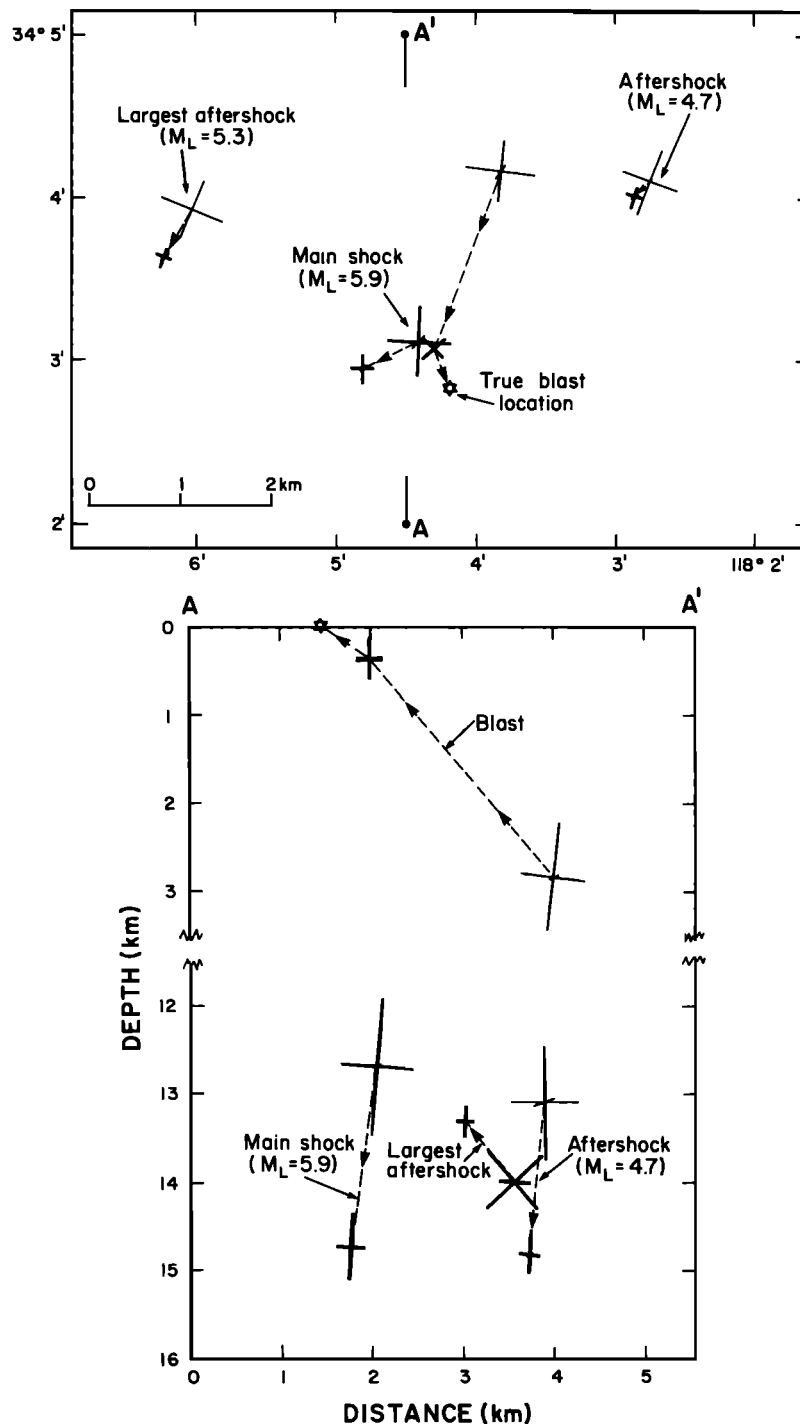 34° 5'
A'
Aftershock
(ML=4.7)
Largest aftershock
(ML=5.3)
4'
Main shock
(ML=5.9)
3'
True blast
location
0 1 2 km
2'
A
6' 5' 4' 3' 118° 2'
A A'
0
Blast
1
2
3
DEPTH (km)
12
13
Main shock
(ML=5.9)
Largest
aftershock
Aftershock
(ML=4.7)
14
15
16
0 1 2 3 4 5
DISTANCE (km)